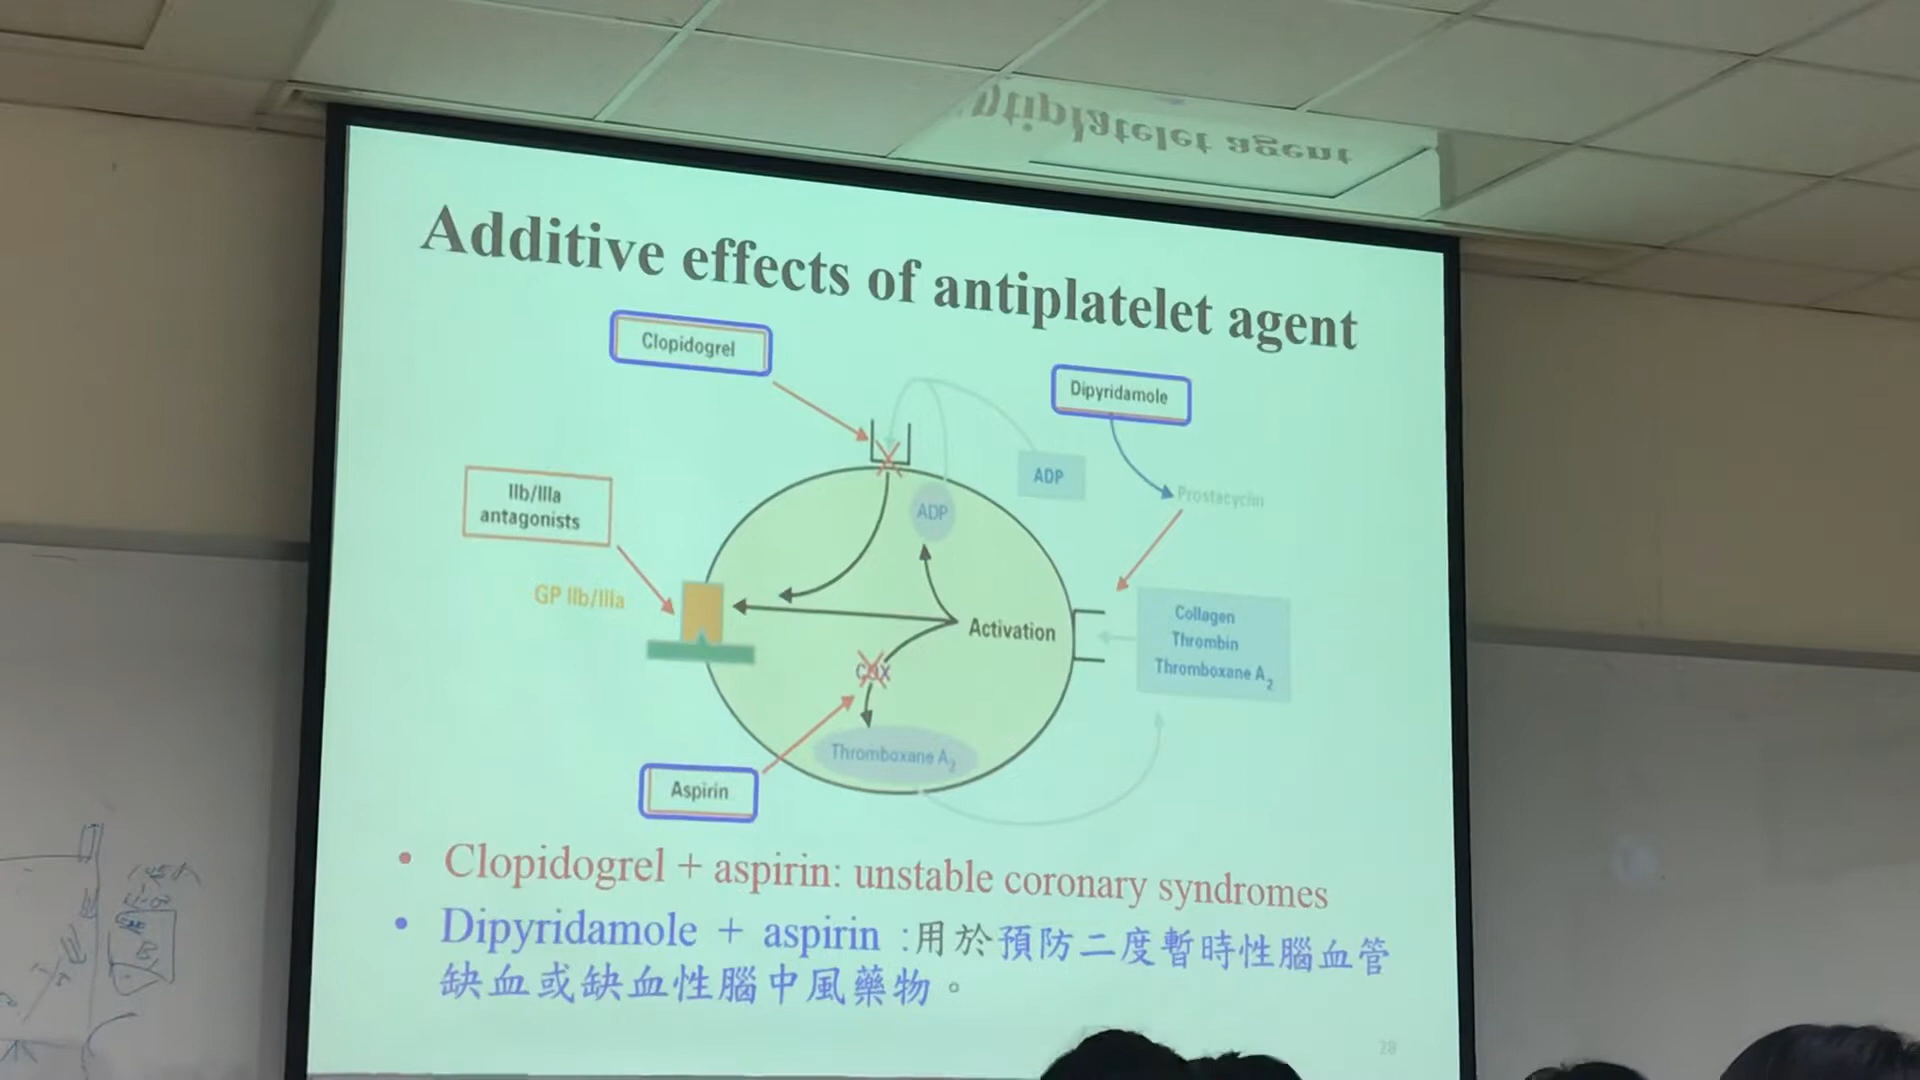 Additive effects of antiplatelet agent
Clopidogrel
Dipyridamole
ADP
Prostacyclin
IIb/IIIa
antagonists
ADP
GP IIb/IIIa
Activation
Collagen
Thrombin
Thromboxane A2
COX
Thromboxane A2
Aspirin
• Clopidogrel + aspirin: unstable coronary syndromes
• Dipyridamole + aspirin :用於預防二度暫時性腦血管
缺血或缺血性腦中風藥物。
28